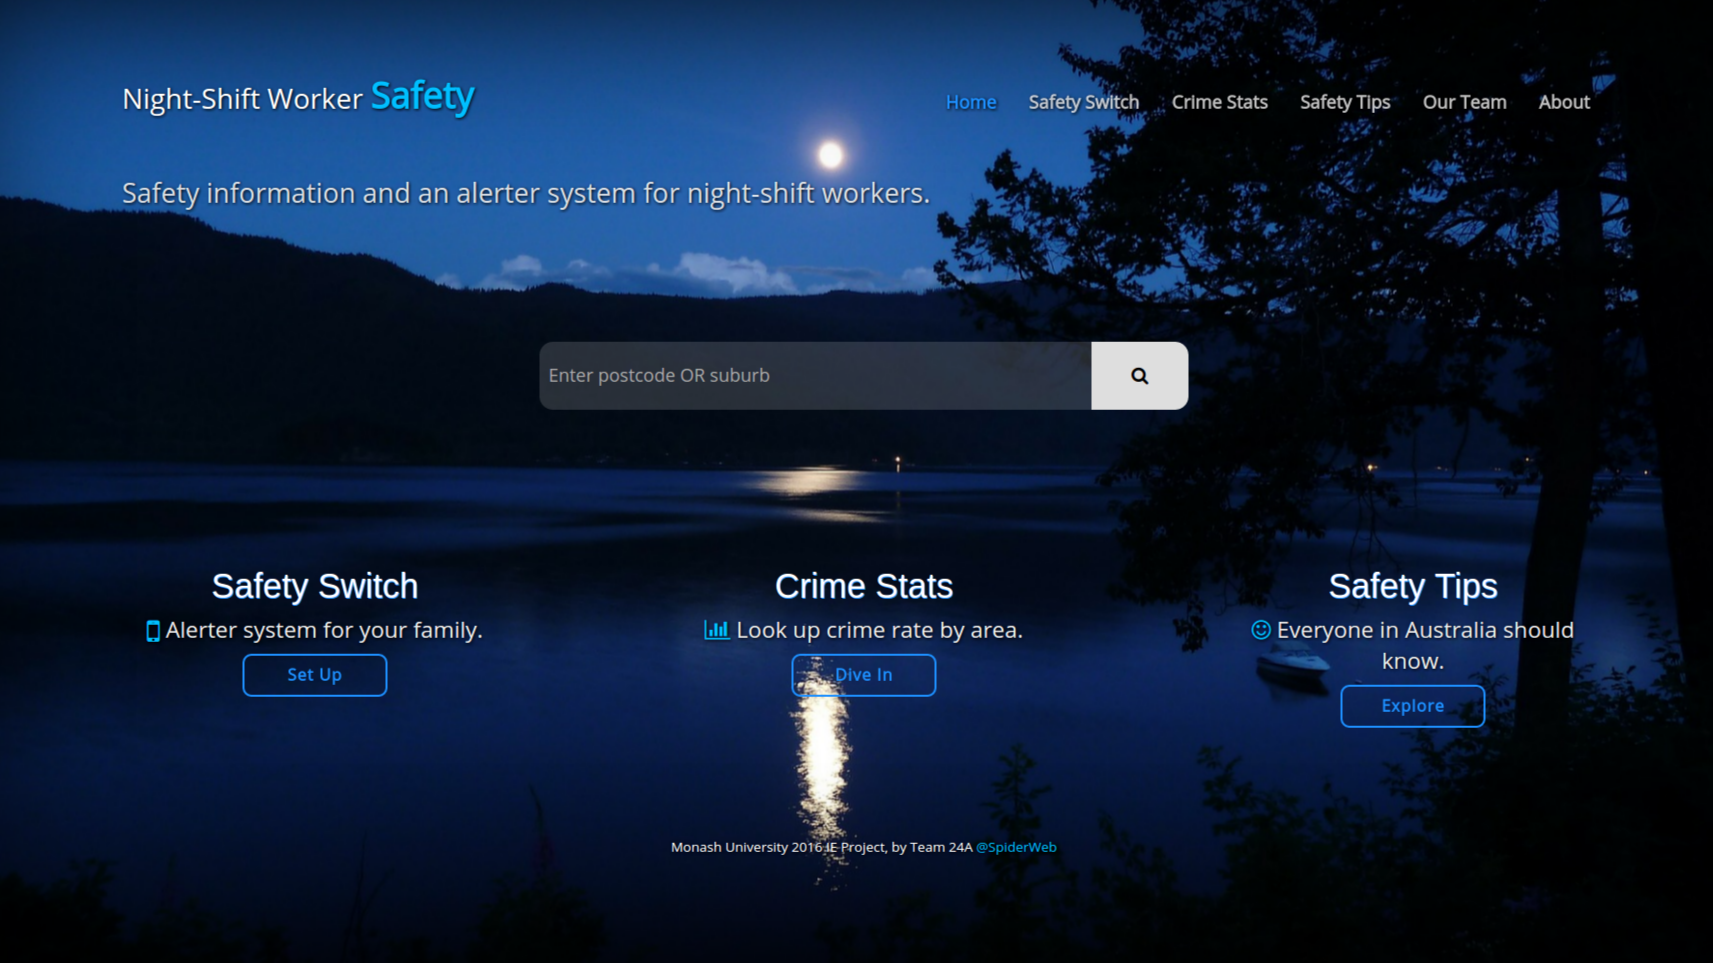 Night-Shift Worker Safety
Home Safety Switch Crime Stats Safety Tips Our Team About
Safety information and an alerter system for night-shift workers.
Enter postcode OR suburb
Safety Switch
Alerter system for your family.
Set Up
Crime Stats
Look up crime rate by area.
Dive In
Safety Tips
Everyone in Australia should
know.
Explore
Monash University 2016 IE Project, by Team 24A @SpiderWeb